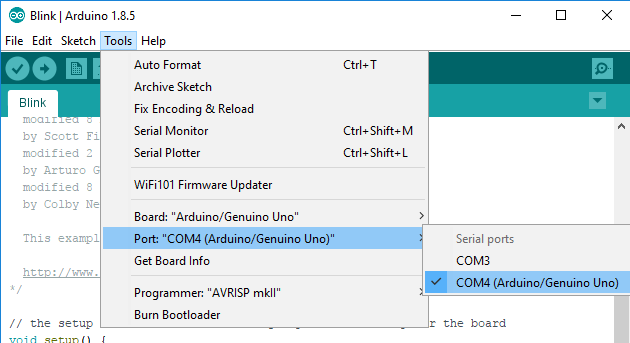 Blink | Arduino 1.8.5
File Edit Sketch Tools Help
Blink
Auto Format Ctrl+T
Archive Sketch
Fix Encoding & Reload
Serial Monitor Ctrl+Shift+M
Serial Plotter Ctrl+Shift+L
WiFi101 Firmware Updater
Board: "Arduino/Genuino Uno"
Port: "COM4 (Arduino/Genuino Uno)"
Get Board Info
Programmer: "AVRISP mkII"
Burn Bootloader
Serial ports
COM3
COM4 (Arduino/Genuino Uno)
modified 8
by Scott Fi
modified 2
by Arturo G
modified 8
by Colby Ne
This exampl
http://www.
*/
// the setup
r the board
void setup() {